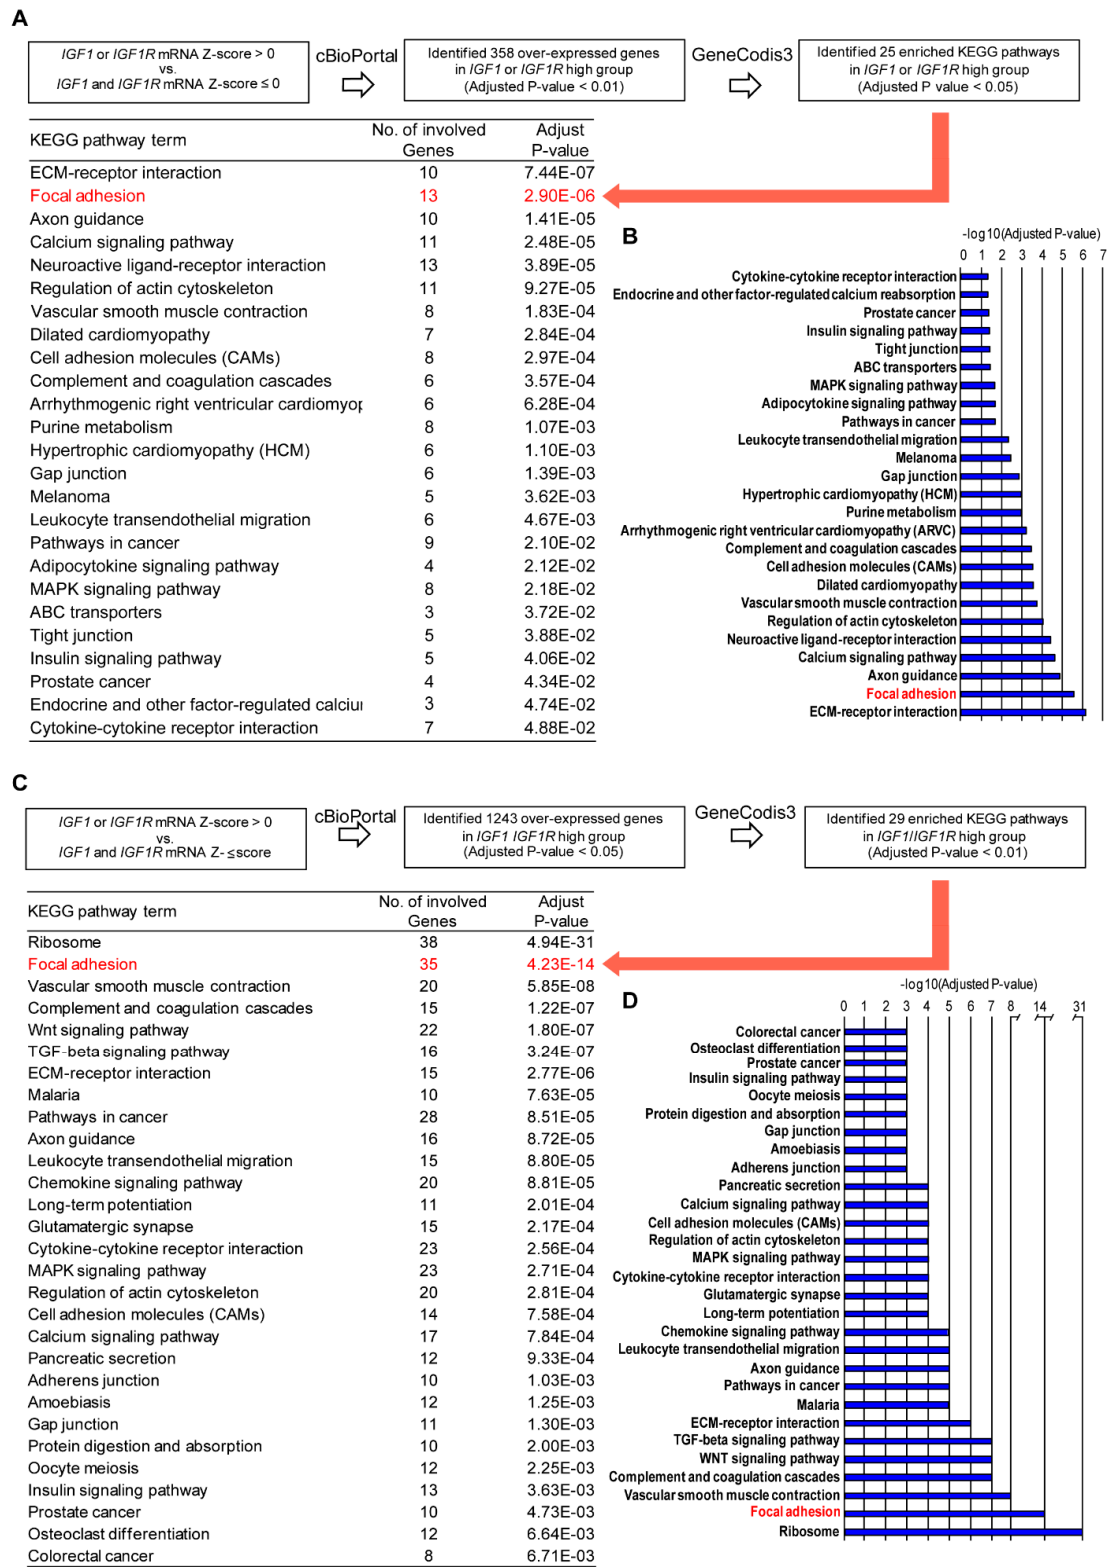 A
IGF1 or IGF1R mRNA Z-score > 0
vs.
IGF1 and IGF1R mRNA Z-score ≤ 0
cBioPortal
Identified 358 over-expressed genes
in IGF1 or IGF1R high group
(Adjusted P-value < 0.01)
GeneCodis3
Identified 25 enriched KEGG pathways
in IGF1 or IGF1R high group
(Adjusted P value < 0.05)
KEGG pathway term No. of involved Genes Adjust P-value
ECM-receptor interaction 10 7.44E-07
Focal adhesion 13 2.90E-06
Axon guidance 10 1.41E-05
Calcium signaling pathway 11 2.48E-05
Neuroactive ligand-receptor interaction 13 3.89E-05
Regulation of actin cytoskeleton 11 9.27E-05
Vascular smooth muscle contraction 8 1.83E-04
Dilated cardiomyopathy 7 2.84E-04
Cell adhesion molecules (CAMs) 8 2.97E-04
Complement and coagulation cascades 6 3.57E-04
Arrhythmogenic right ventricular cardiomyop 6 6.28E-04
Purine metabolism 8 1.07E-03
Hypertrophic cardiomyopathy (HCM) 6 1.10E-03
Gap junction 6 1.39E-03
Melanoma 5 3.62E-03
Leukocyte transendothelial migration 6 4.67E-03
Pathways in cancer 9 2.10E-02
Adipocytokine signaling pathway 4 2.12E-02
MAPK signaling pathway 8 2.18E-02
ABC transporters 3 3.72E-02
Tight junction 5 3.88E-02
Insulin signaling pathway 5 4.06E-02
Prostate cancer 4 4.34E-02
Endocrine and other factor-regulated calciu 3 4.74E-02
Cytokine-cytokine receptor interaction 7 4.88E-02
B
-log10(Adjusted P-value)
0 1 2 3 4 5 6 7
Cytokine-cytokine receptor interaction
Endocrine and other factor-regulated calcium reabsorption
Prostate cancer
Insulin signaling pathway
Tight junction
ABC transporters
MAPK signaling pathway
Adipocytokine signaling pathway
Pathways in cancer
Leukocyte transendothelial migration
Melanoma
Gap junction
Hypertrophic cardiomyopathy (HCM)
Purine metabolism
Arrhythmogenic right ventricular cardiomyopathy (ARVC)
Complement and coagulation cascades
Cell adhesion molecules (CAMs)
Dilated cardiomyopathy
Vascular smooth muscle contraction
Regulation of actin cytoskeleton
Neuroactive ligand-receptor interaction
Calcium signaling pathway
Axon guidance
Focal adhesion
ECM-receptor interaction
C
IGF1 or IGF1R mRNA Z-score > 0
vs.
IGF1 and IGF1R mRNA Z- ≤score
cBioPortal
Identified 1243 over-expressed genes
in IGF1 IGF1R high group
(Adjusted P-value < 0.05)
GeneCodis3
Identified 29 enriched KEGG pathways
in IGF1/IGF1R high group
(Adjusted P-value < 0.01)
KEGG pathway term No. of involved Genes Adjust P-value
Ribosome 38 4.94E-31
Focal adhesion 35 4.23E-14
Vascular smooth muscle contraction 20 5.85E-08
Complement and coagulation cascades 15 1.22E-07
Wnt signaling pathway 22 1.80E-07
TGF-beta signaling pathway 16 3.24E-07
ECM-receptor interaction 15 2.77E-06
Malaria 10 7.63E-05
Pathways in cancer 28 8.51E-05
Axon guidance 16 8.72E-05
Leukocyte transendothelial migration 15 8.80E-05
Chemokine signaling pathway 20 8.81E-05
Long-term potentiation 11 2.01E-04
Glutamatergic synapse 15 2.17E-04
Cytokine-cytokine receptor interaction 23 2.56E-04
MAPK signaling pathway 23 2.71E-04
Regulation of actin cytoskeleton 20 2.81E-04
Cell adhesion molecules (CAMs) 14 7.58E-04
Calcium signaling pathway 17 7.84E-04
Pancreatic secretion 12 9.33E-04
Adherens junction 10 1.03E-03
Amoebiasis 12 1.25E-03
Gap junction 11 1.30E-03
Protein digestion and absorption 10 2.00E-03
Oocyte meiosis 12 2.25E-03
Insulin signaling pathway 13 3.63E-03
Prostate cancer 10 4.73E-03
Osteoclast differentiation 12 6.64E-03
Colorectal cancer 8 6.71E-03
D
-log10(Adjusted P-value)
0 1 2 3 4 5 6 7 8 14 31
Colorectal cancer
Osteoclast differentiation
Prostate cancer
Insulin signaling pathway
Oocyte meiosis
Protein digestion and absorption
Gap junction
Amoebiasis
Adherens junction
Pancreatic secretion
Calcium signaling pathway
Cell adhesion molecules (CAMs)
Regulation of actin cytoskeleton
MAPK signaling pathway
Cytokine-cytokine receptor interaction
Glutamatergic synapse
Long-term potentiation
Chemokine signaling pathway
Leukocyte transendothelial migration
Axon guidance
Pathways in cancer
Malaria
ECM-receptor interaction
TGF-beta signaling pathway
WNT signaling pathway
Complement and coagulation cascades
Vascular smooth muscle contraction
Focal adhesion
Ribosome